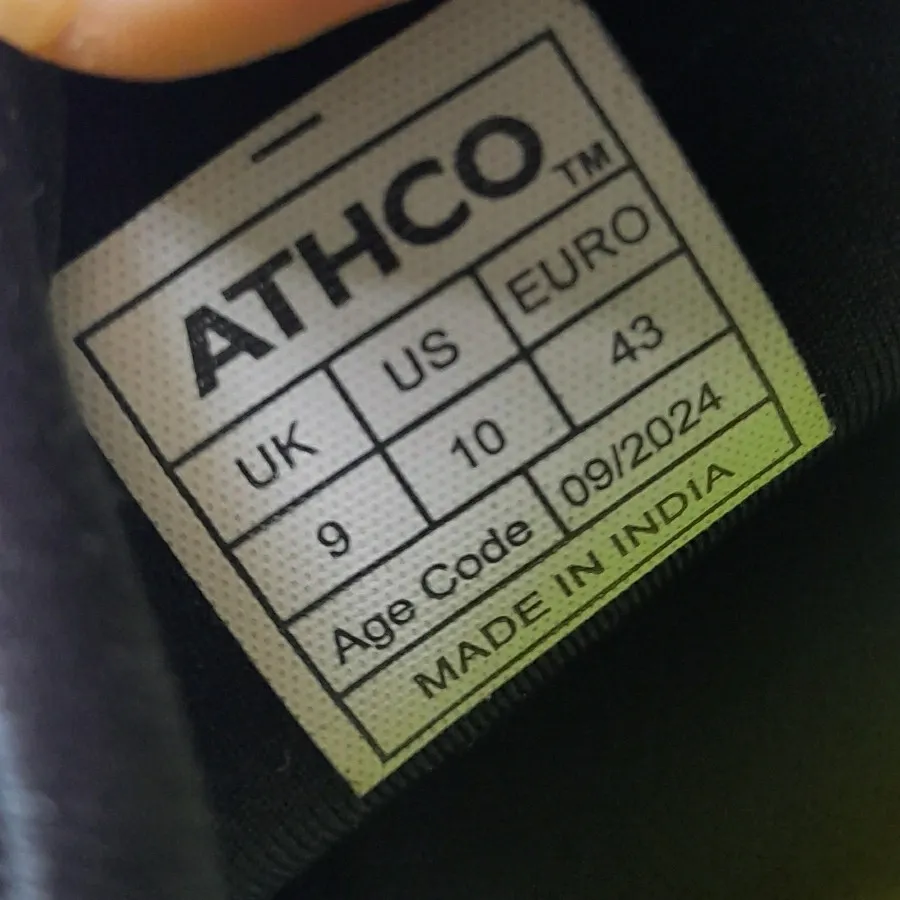 ATHCO™
UK US EURO
9 10 43
Age Code 09/2024
MADE IN INDIA